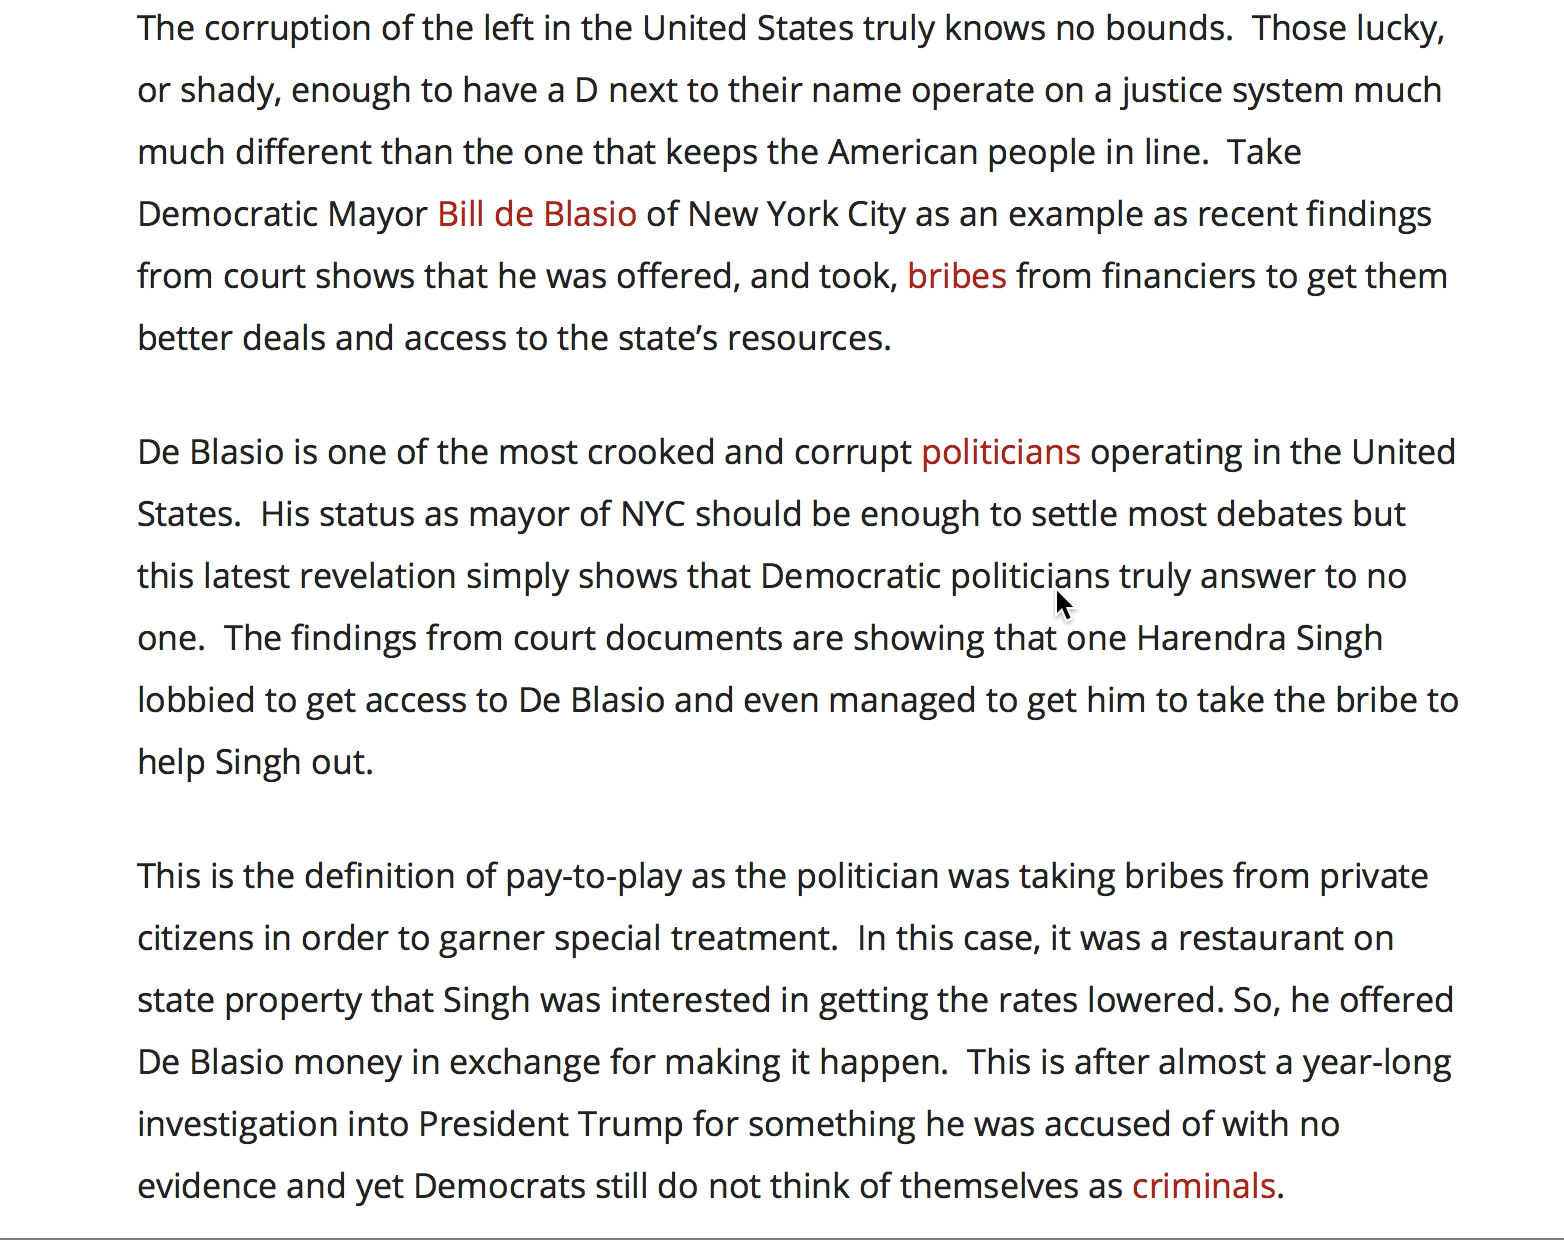 The corruption of the left in the United States truly knows no bounds.  Those lucky,
or shady, enough to have a D next to their name operate on a justice system much
much different than the one that keeps the American people in line.  Take
Democratic Mayor Bill de Blasio of New York City as an example as recent findings
from court shows that he was offered, and took, bribes from financiers to get them
better deals and access to the state’s resources.
De Blasio is one of the most crooked and corrupt politicians operating in the United
States.  His status as mayor of NYC should be enough to settle most debates but
this latest revelation simply shows that Democratic politicians truly answer to no
one.  The findings from court documents are showing that one Harendra Singh
lobbied to get access to De Blasio and even managed to get him to take the bribe to
help Singh out.
This is the definition of pay-to-play as the politician was taking bribes from private
citizens in order to garner special treatment.  In this case, it was a restaurant on
state property that Singh was interested in getting the rates lowered. So, he offered
De Blasio money in exchange for making it happen.  This is after almost a year-long
investigation into President Trump for something he was accused of with no
evidence and yet Democrats still do not think of themselves as criminals.